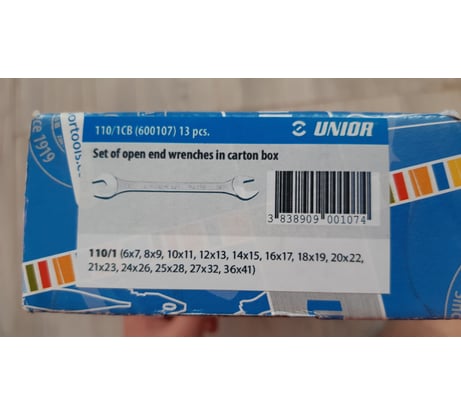 110/1CB (600107) 13 pcs.
UNIOR
Set of open end wrenches in carton box
3 838909 001074
110/1 (6x7, 8x9, 10x11, 12x13, 14x15, 16x17, 18x19, 20x22,
21x23, 24x26, 25x28, 27x32, 36x41)
ce 1919
ortools.c